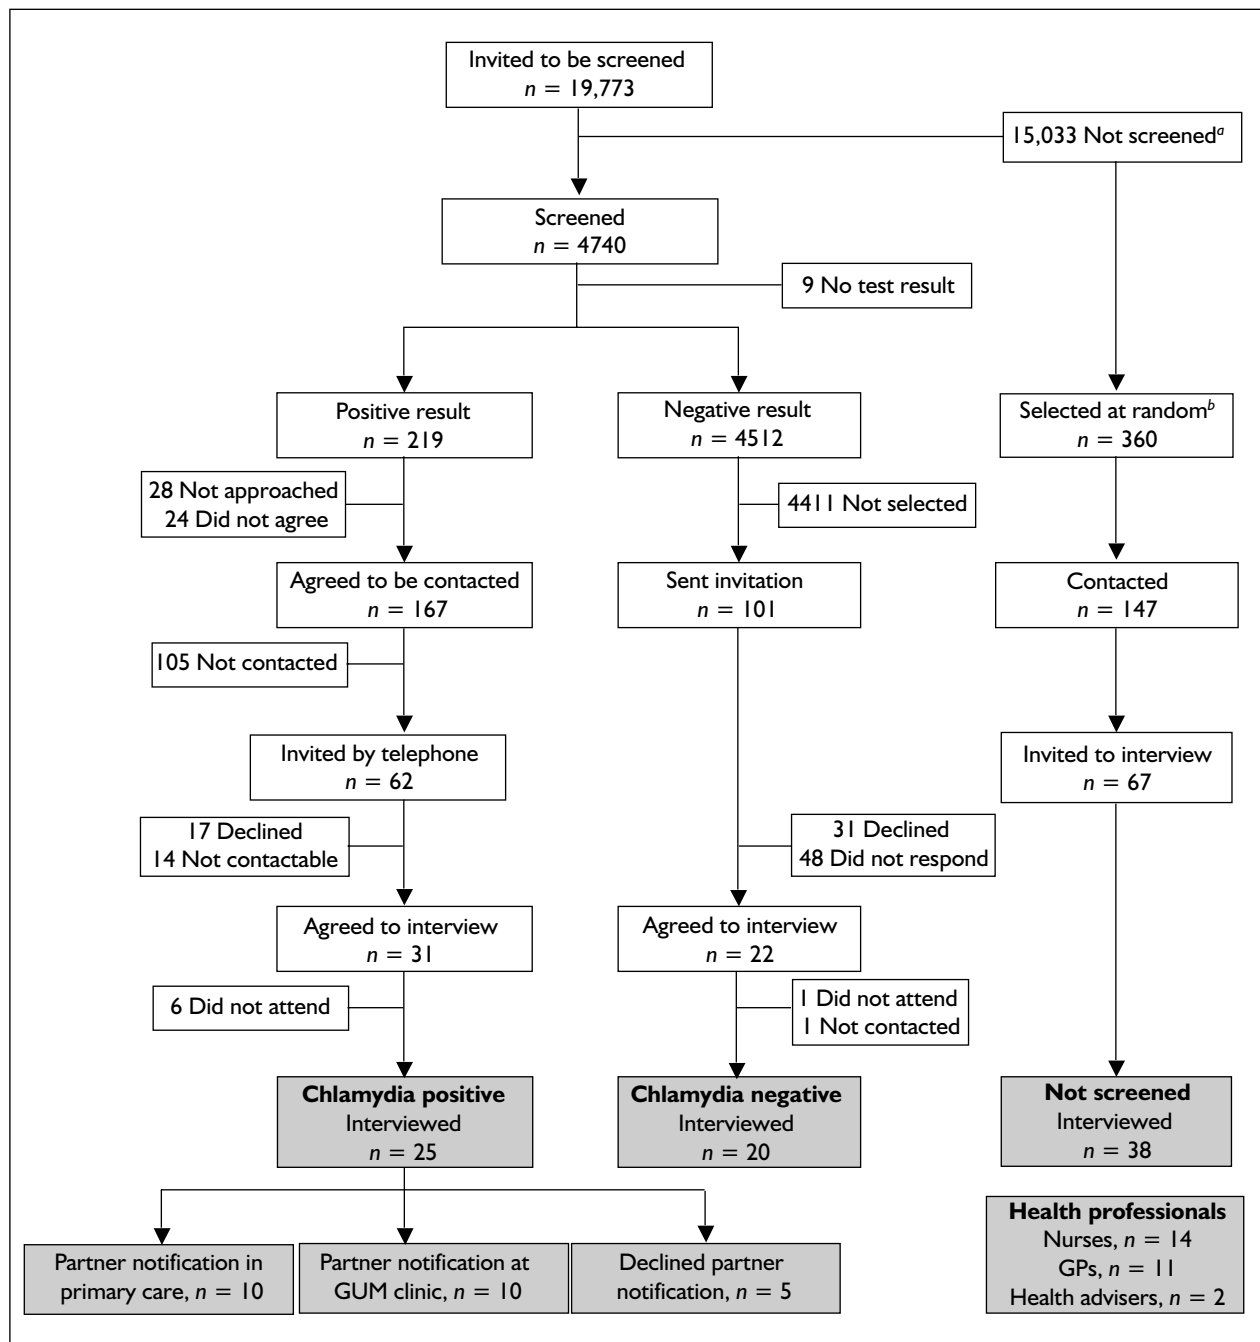 Invited to be screened
n = 19,773
15,033 Not screenedᵃ
Screened
n = 4740
9 No test result
Positive result
n = 219
Negative result
n = 4512
Selected at randomᵇ
n = 360
28 Not approached
24 Did not agree
4411 Not selected
Agreed to be contacted
n = 167
Sent invitation
n = 101
Contacted
n = 147
105 Not contacted
Invited by telephone
n = 62
Invited to interview
n = 67
17 Declined
14 Not contactable
31 Declined
48 Did not respond
Agreed to interview
n = 31
Agreed to interview
n = 22
6 Did not attend
1 Did not attend
1 Not contacted
Chlamydia positive
Interviewed
n = 25
Chlamydia negative
Interviewed
n = 20
Not screened
Interviewed
n = 38
Partner notification in
primary care, n = 10
Partner notification at
GUM clinic, n = 10
Declined partner
notification, n = 5
Health professionals
Nurses, n = 14
GPs, n = 11
Health advisers, n = 2